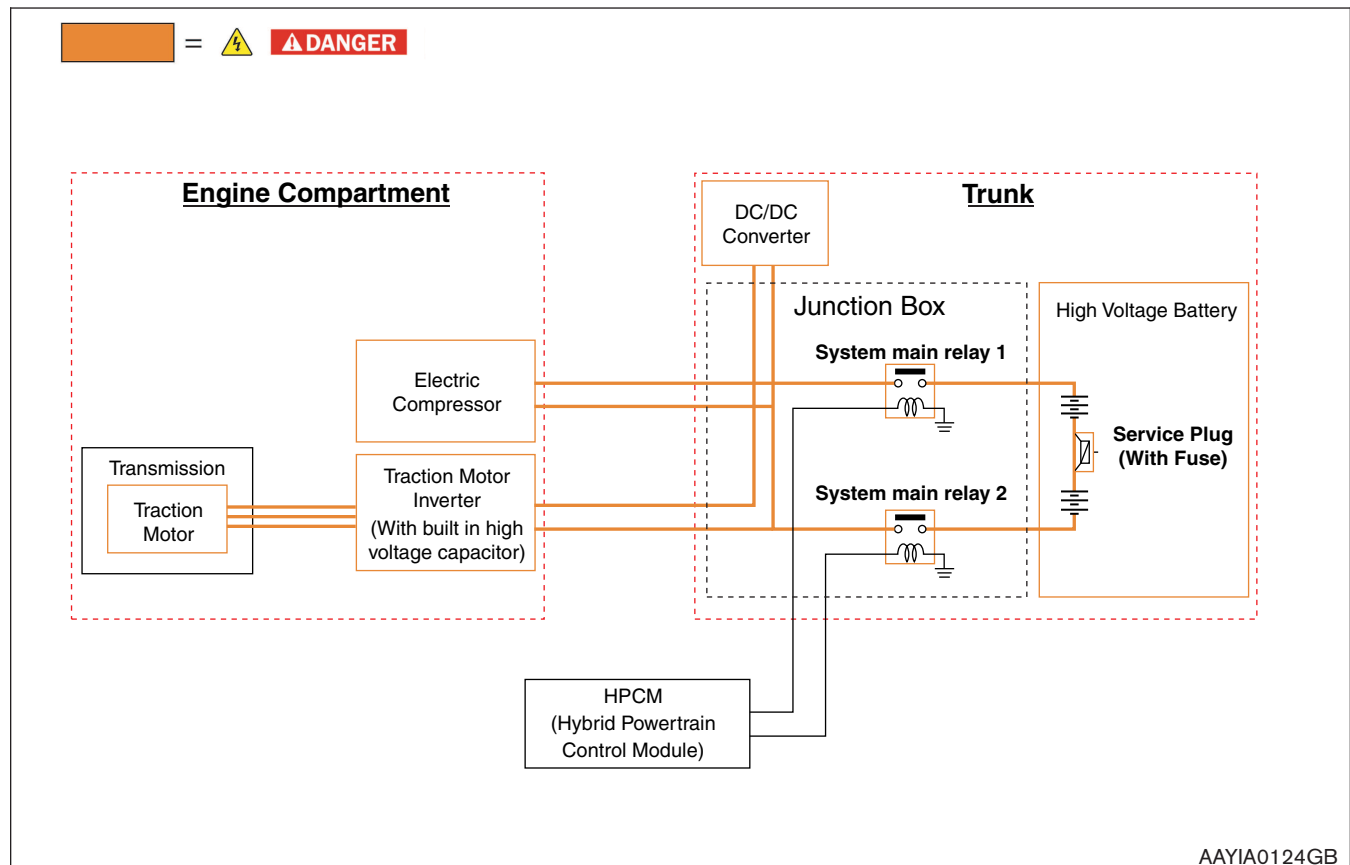 = DANGER
Engine Compartment
Trunk
DC/DC
Converter
Junction Box
High Voltage Battery
System main relay 1
Electric
Compressor
Service Plug
(With Fuse)
Transmission
Traction
Motor
Traction Motor
Inverter
(With built in high
voltage capacitor)
System main relay 2
HPCM
(Hybrid Powertrain
Control Module)
AAYIA0124GB